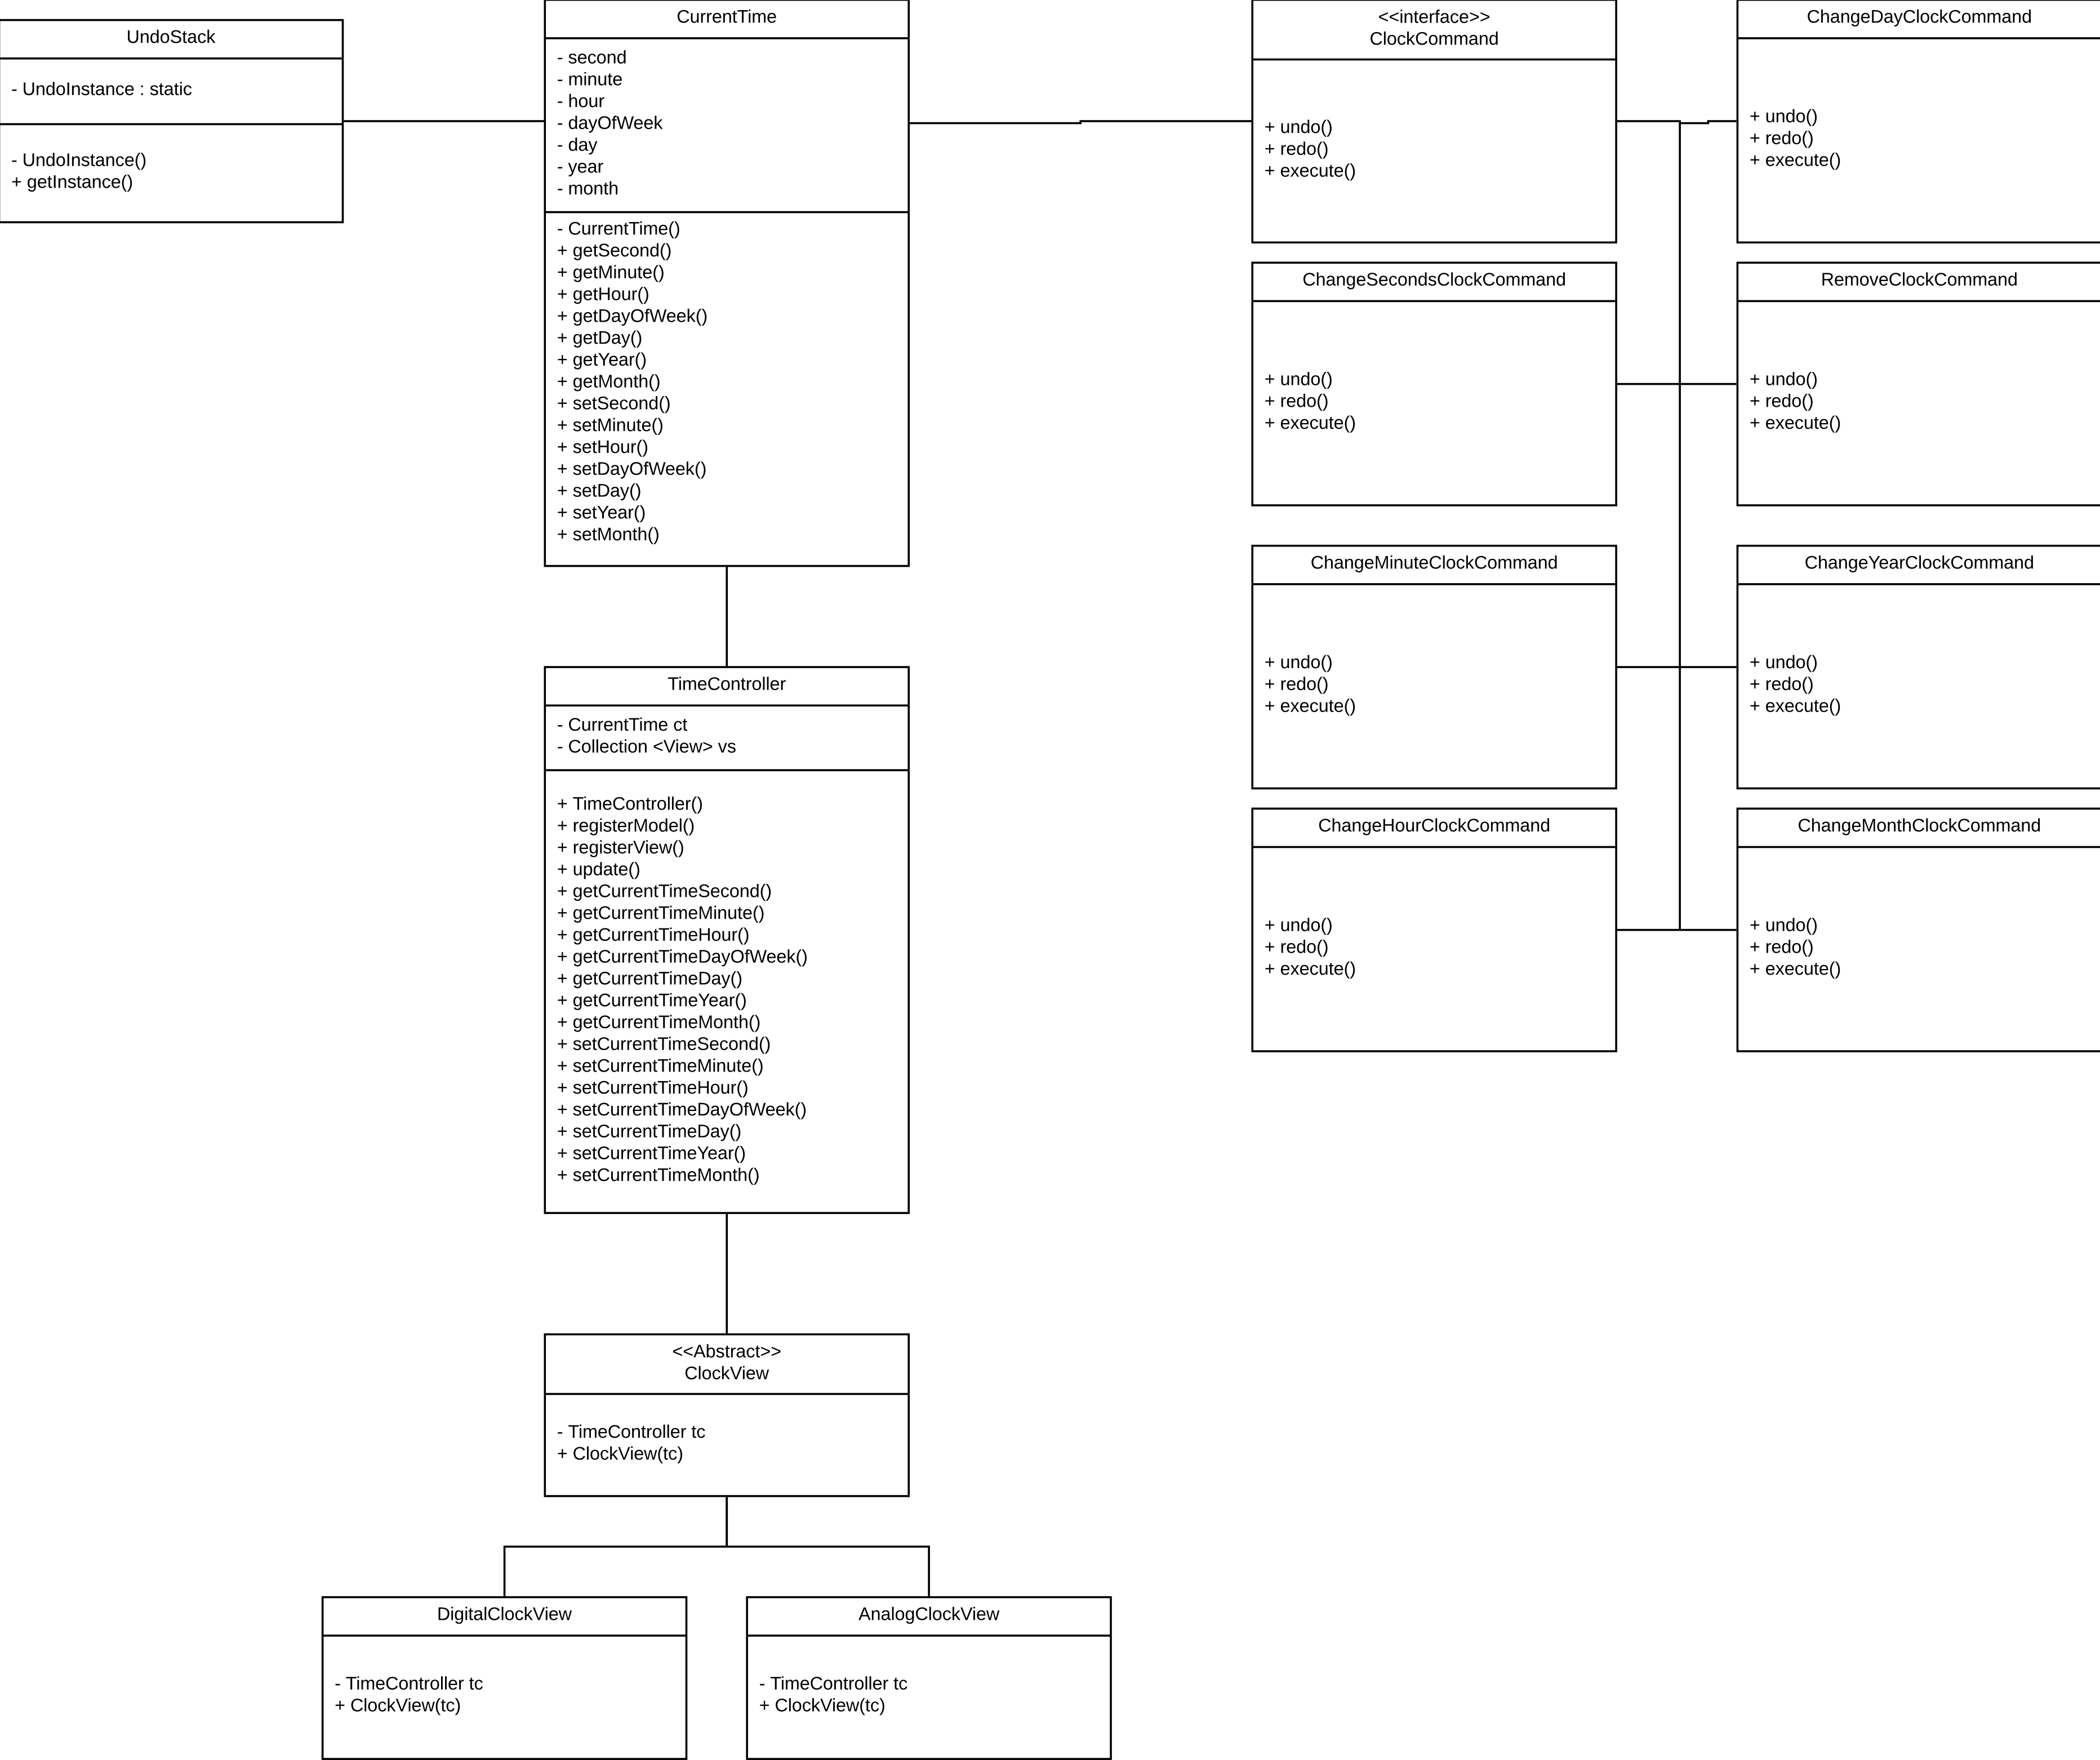 UndoStack
- UndoInstance : static
- UndoInstance()
+ getInstance()
CurrentTime
- second
- minute
- hour
- dayOfWeek
- day
- year
- month
- CurrentTime()
+ getSecond()
+ getMinute()
+ getHour()
+ getDayOfWeek()
+ getDay()
+ getYear()
+ getMonth()
+ setSecond()
+ setMinute()
+ setHour()
+ setDayOfWeek()
+ setDay()
+ setYear()
+ setMonth()
TimeController
- CurrentTime ct
- Collection <View> vs
+ TimeController()
+ registerModel()
+ registerView()
+ update()
+ getCurrentTimeSecond()
+ getCurrentTimeMinute()
+ getCurrentTimeHour()
+ getCurrentTimeDayOfWeek()
+ getCurrentTimeDay()
+ getCurrentTimeYear()
+ getCurrentTimeMonth()
+ setCurrentTimeSecond()
+ setCurrentTimeMinute()
+ setCurrentTimeHour()
+ setCurrentTimeDayOfWeek()
+ setCurrentTimeDay()
+ setCurrentTimeYear()
+ setCurrentTimeMonth()
<<Abstract>>
ClockView
- TimeController tc
+ ClockView(tc)
DigitalClockView
- TimeController tc
+ ClockView(tc)
AnalogClockView
- TimeController tc
+ ClockView(tc)
<<interface>>
ClockCommand
+ undo()
+ redo()
+ execute()
ChangeDayClockCommand
+ undo()
+ redo()
+ execute()
ChangeSecondsClockCommand
+ undo()
+ redo()
+ execute()
RemoveClockCommand
+ undo()
+ redo()
+ execute()
ChangeMinuteClockCommand
+ undo()
+ redo()
+ execute()
ChangeYearClockCommand
+ undo()
+ redo()
+ execute()
ChangeHourClockCommand
+ undo()
+ redo()
+ execute()
ChangeMonthClockCommand
+ undo()
+ redo()
+ execute()